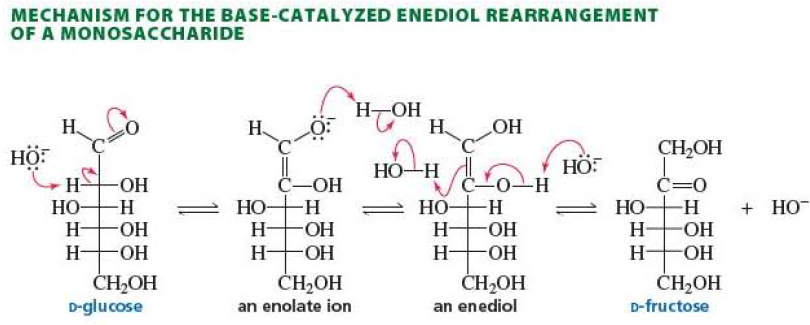 MECHANISM FOR THE BASE-CATALYZED ENEDIOL REARRANGEMENT
OF A MONOSACCHARIDE
HÖ:⁻
H
O
C
H OH
HO H
H OH
H OH
CH₂OH
D-glucose
H
Ö:⁻
C
C—OH
HO H
H OH
H OH
CH₂OH
an enolate ion
H—OH
HO—H
H
OH
C
C—O—H
HO H
H OH
H OH
CH₂OH
an enediol
HÖ:⁻
CH₂OH
C=O
HO H
H OH
H OH
CH₂OH
D-fructose
+ HO⁻